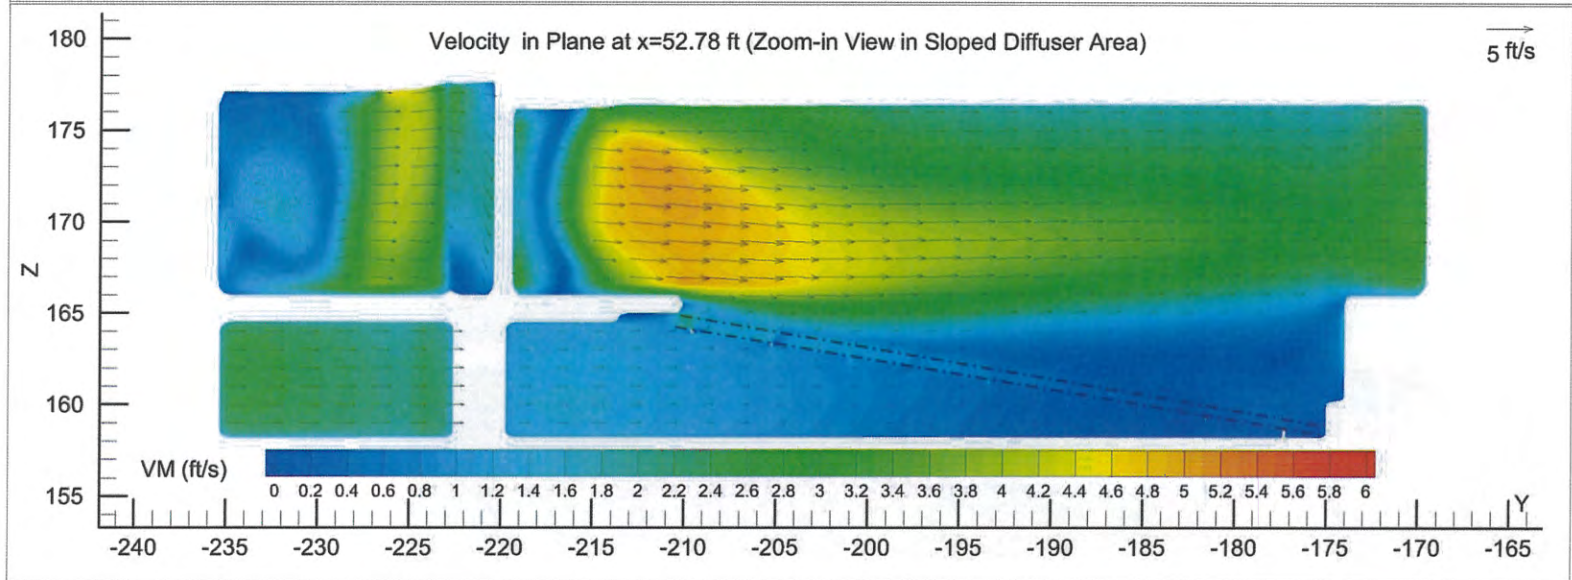 Velocity in Plane at x=52.78 ft (Zoom-in View in Sloped Diffuser Area)
5 ft/s
180
175
170
Z
165
160
155
VM (ft/s)
0 0.2 0.4 0.6 0.8 1 1.2 1.4 1.6 1.8 2 2.2 2.4 2.6 2.8 3 3.2 3.4 3.6 3.8 4 4.2 4.4 4.6 4.8 5 5.2 5.4 5.6 5.8 6
Y
-240 -235 -230 -225 -220 -215 -210 -205 -200 -195 -190 -185 -180 -175 -170 -165